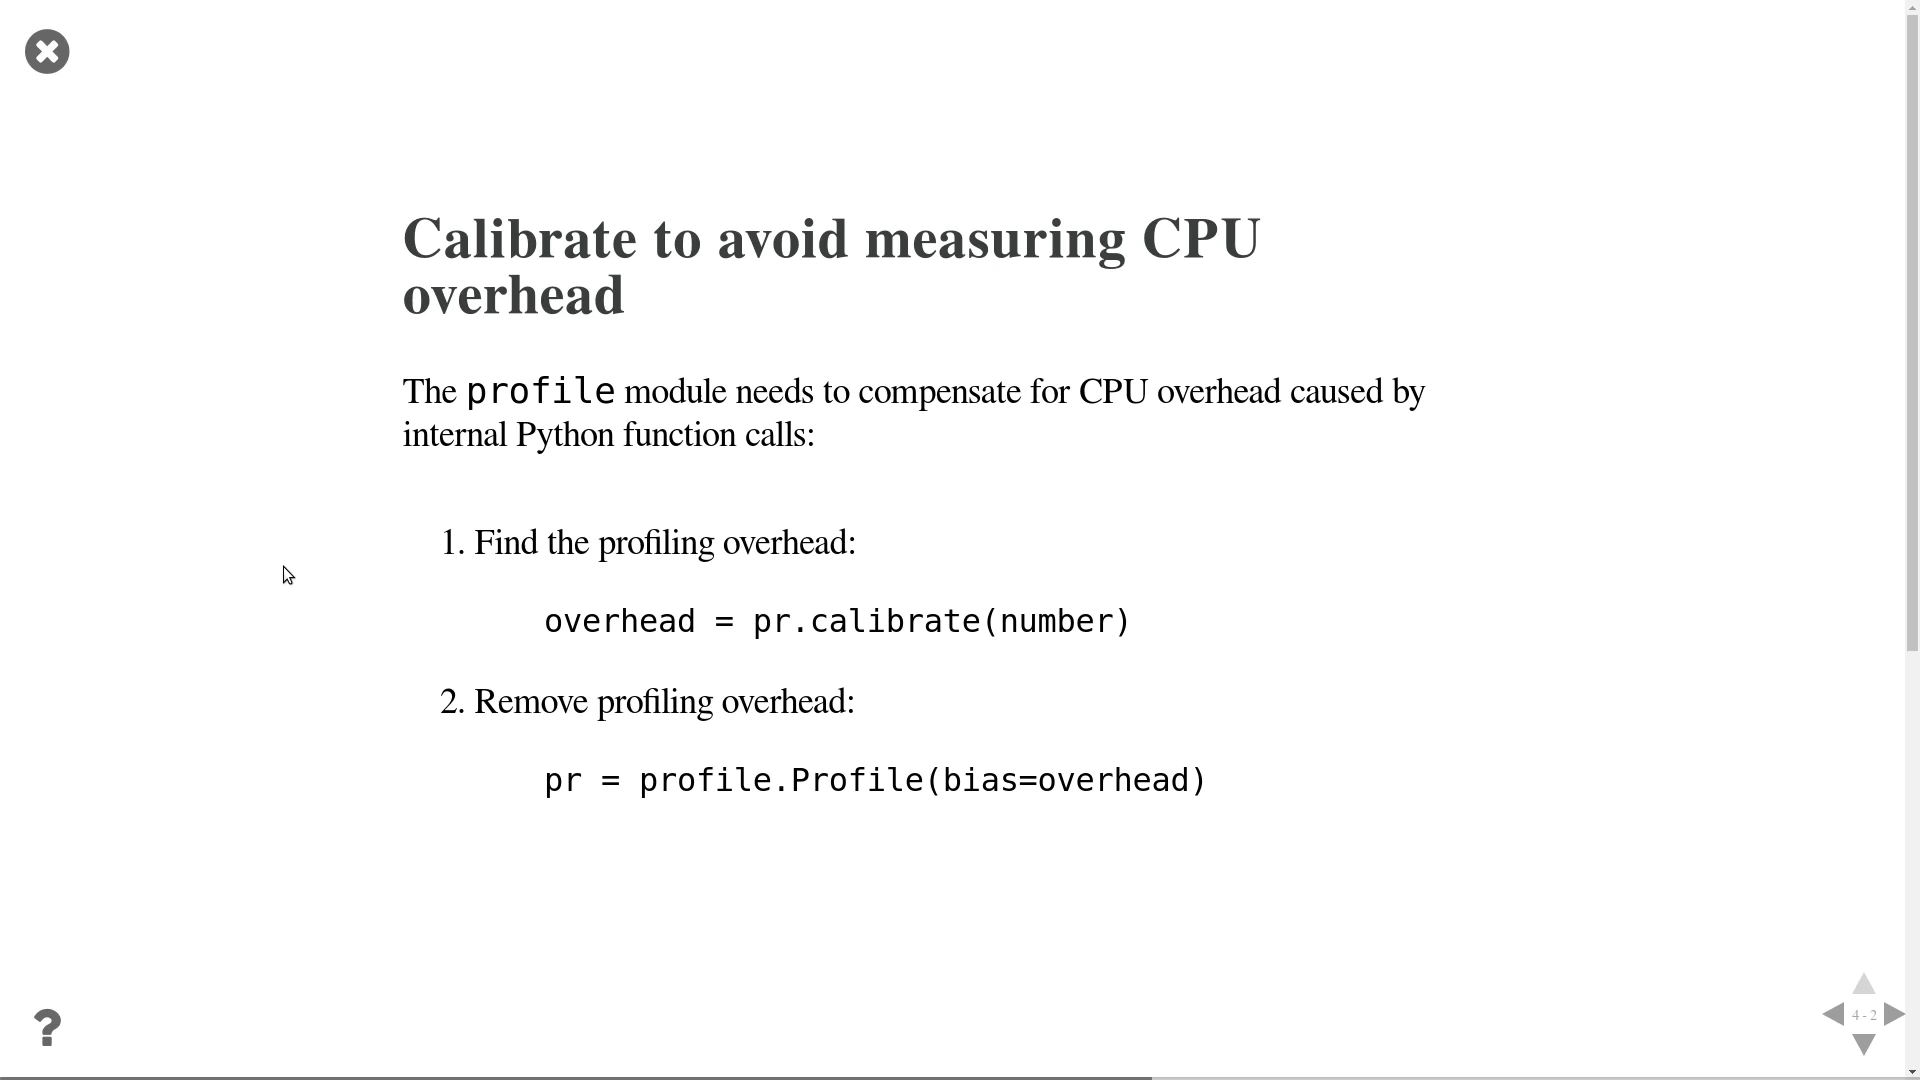 Calibrate to avoid measuring CPU
overhead
The profile module needs to compensate for CPU overhead caused by
internal Python function calls:
1. Find the profiling overhead:
overhead = pr.calibrate(number)
2. Remove profiling overhead:
pr = profile.Profile(bias=overhead)
?
4 - 2